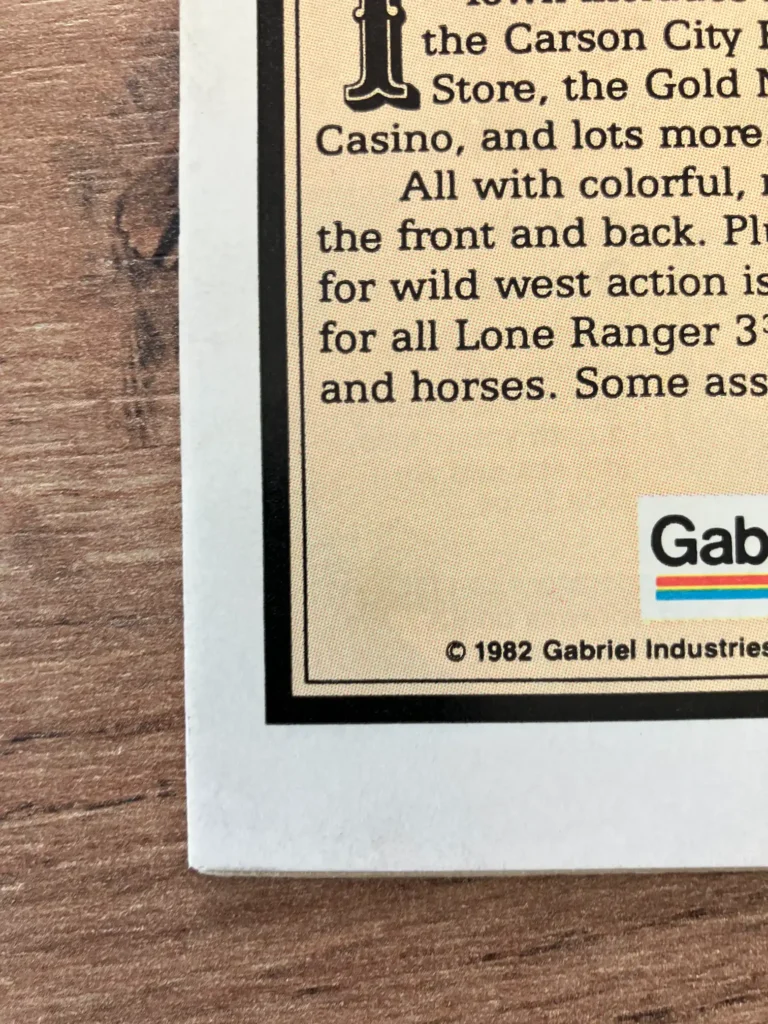 the Carson City
Store, the Gold
Casino, and lots more.
All with colorful,
the front and back.
for wild west action is
for all Lone Ranger 3
and horses. Some ass
Gab
© 1982 Gabriel Industries